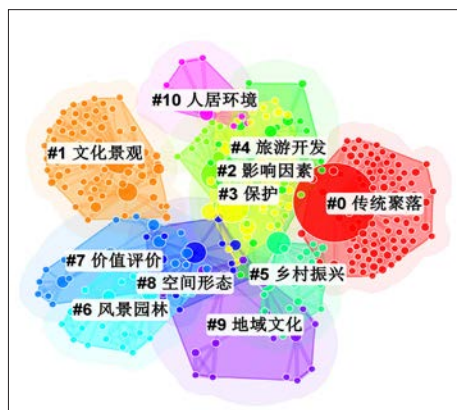 #10 人居环境
#4 旅游开发
#1 文化景观
#2 影响因素
#3 保护
#0 传统聚落
#7 价值评价
#8 空间形态
#5 乡村振兴
#6 风景园林
#9 地域文化